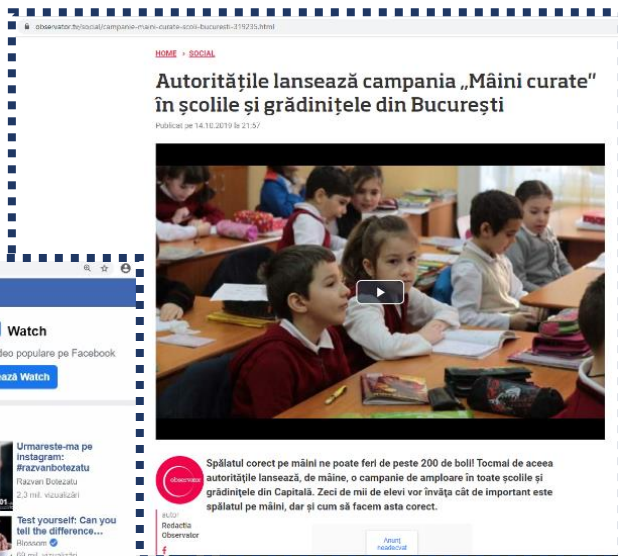 observator.tv/social/campanie-maini-curate-scoli-bucuresti-319235.html
HOME › SOCIAL
Autoritățile lansează campania „Mâini curate”
în școlile și grădinițele din București
Publicat pe 14.10.2019 la 21:57
Spălatul corect pe mâini ne poate feri de peste 200 de boli! Tocmai de aceea
autoritățile lansează, de mâine, o campanie de amploare în toate școlile și
grădinițele din Capitală. Zeci de mii de elevi vor învăța cât de important este
spălatul pe mâini, dar și cum să facem asta corect.
observator
autor
Redactia
Observator
f
Anunț
neadecvat
Watch
deo populare pe Facebook
ează Watch
Urmareste-ma pe
instagram:
#razvanbotezatu
Razvan Botezatu
2,3 mil. vizualizări
01
Test yourself: Can you
tell the difference...
Blossom
69 mil. vizualizări